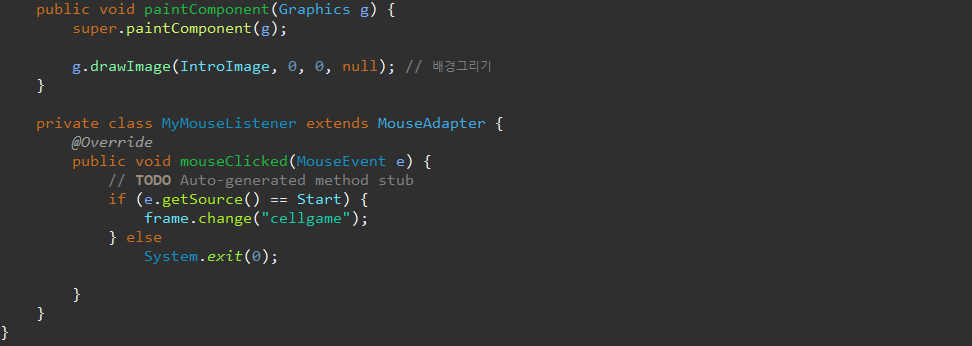 public void paintComponent(Graphics g) {
super.paintComponent(g);
g.drawImage(IntroImage, 0, 0, null); // 배경그리기
}
private class MyMouseListener extends MouseAdapter {
@Override
public void mouseClicked(MouseEvent e) {
// TODO Auto-generated method stub
if (e.getSource() == Start) {
frame.change("cellgame");
} else
System.exit(0);
}
}
}